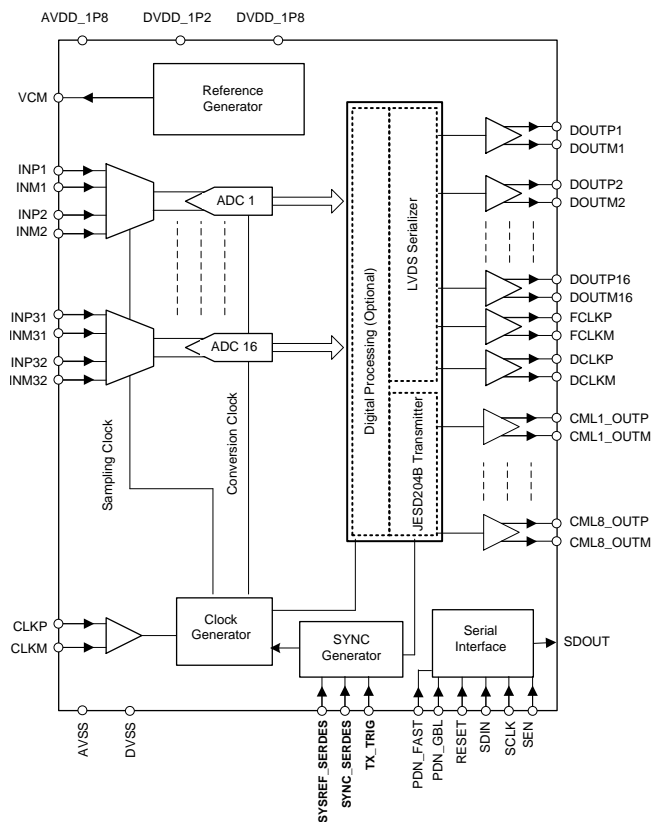 AVDD_1P8
DVDD_1P2
DVDD_1P8
Reference
Generator
VCM
INP1
INM1
INP2
INM2
ADC 1
INP31
INM31
INP32
INM32
ADC 16
Sampling Clock
Conversion Clock
Digital Processing (Optional)
LVDS Serializer
JESD204B Transmitter
DOUTP1
DOUTM1
DOUTP2
DOUTM2
DOUTP16
DOUTM16
FCLKP
FCLKM
DCLKP
DCLKM
CML1_OUTP
CML1_OUTM
CML8_OUTP
CML8_OUTM
CLKP
CLKM
Clock
Generator
SYNC
Generator
Serial
Interface
SDOUT
AVSS
DVSS
SYSREF_SERDES
SYNC_SERDES
TX_TRIG
PDN_FAST
PDN_GBL
RESET
SDIN
SCLK
SEN